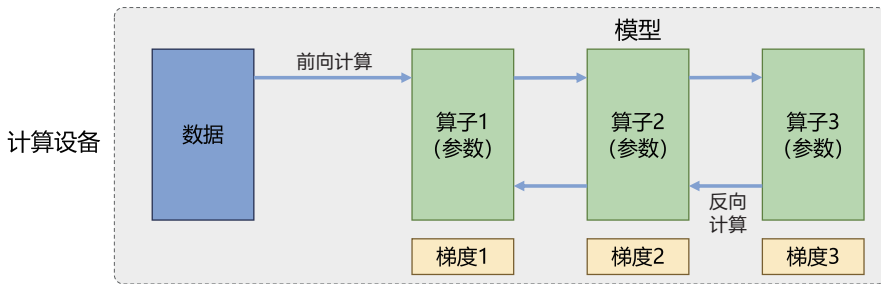 模型
前向计算
计算设备
数据
算子1
（参数）
算子2
（参数）
算子3
（参数）
反向
计算
梯度1
梯度2
梯度3